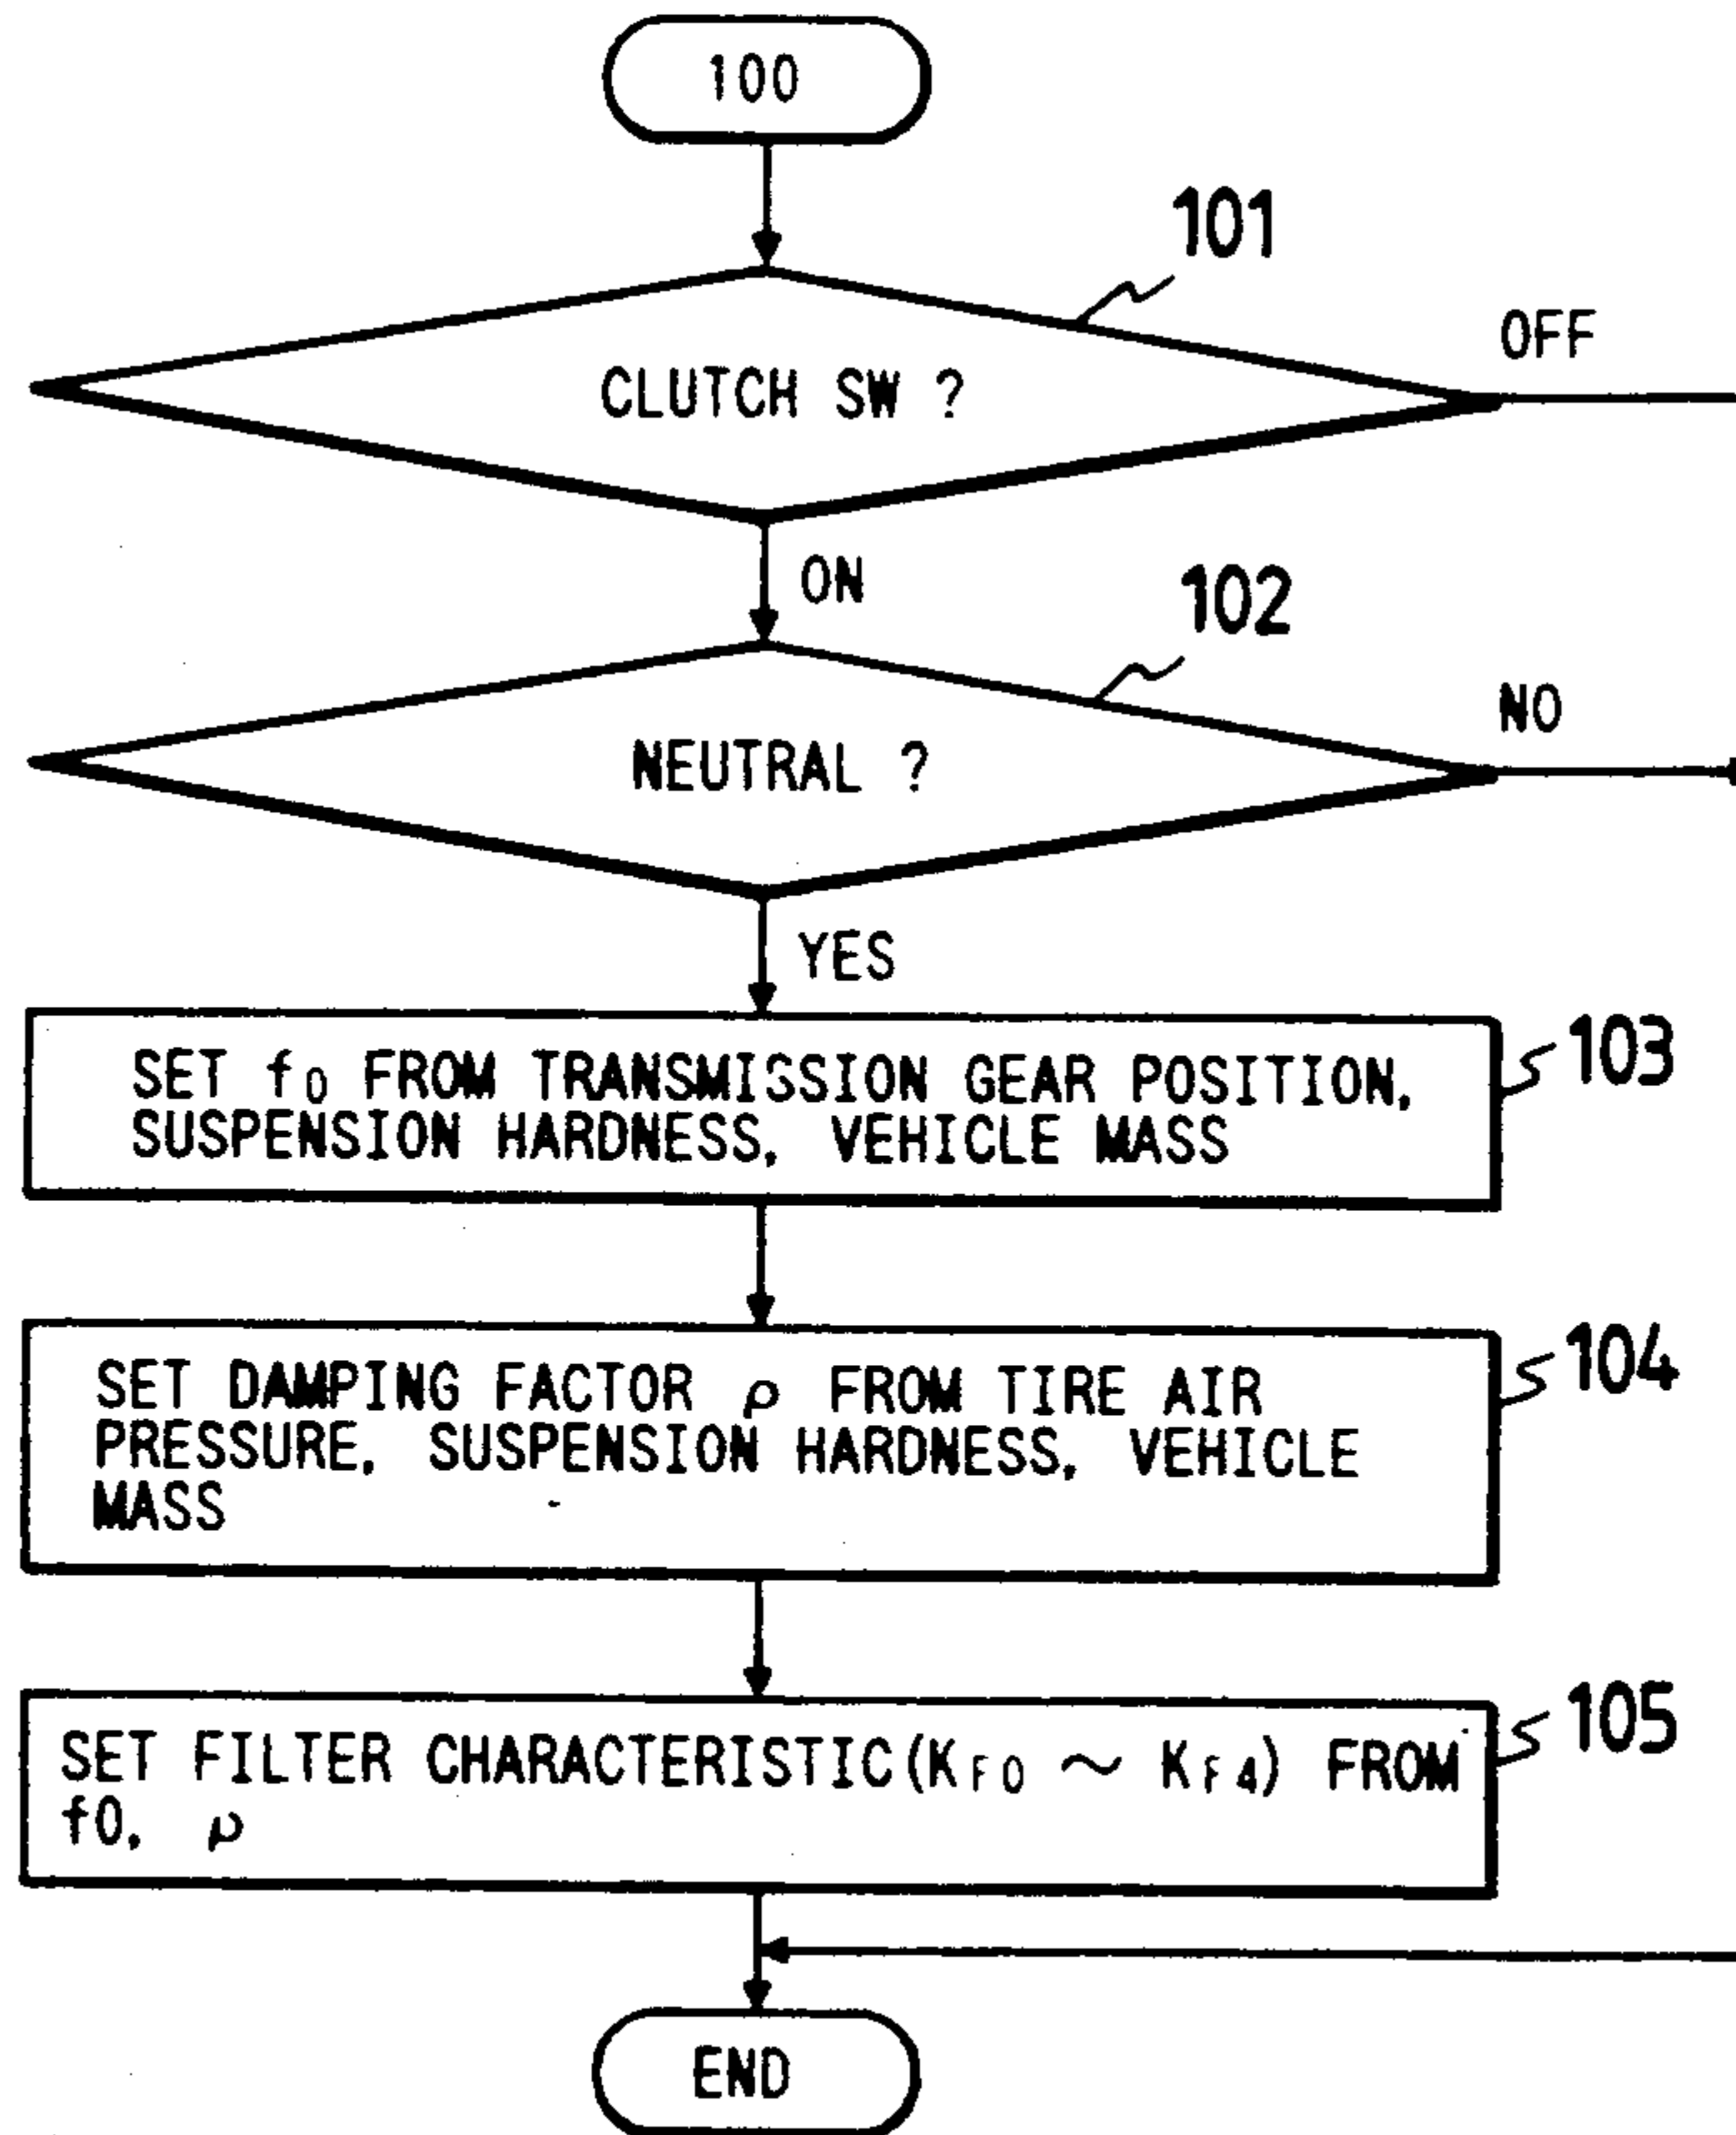 100
101
CLUTCH SW ?
OFF
ON
102
NEUTRAL ?
NO
YES
103
SET f0 FROM TRANSMISSION GEAR POSITION,
SUSPENSION HARDNESS, VEHICLE MASS
104
SET DAMPING FACTOR ρ FROM TIRE AIR
PRESSURE, SUSPENSION HARDNESS, VEHICLE
MASS
105
SET FILTER CHARACTERISTIC(KF0 ~ KF4) FROM
f0, ρ
END